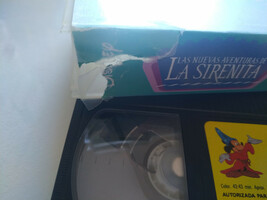 LAS NUEVAS AVENTURAS DE
LA SIRENITA
AUTORIZADA PAR